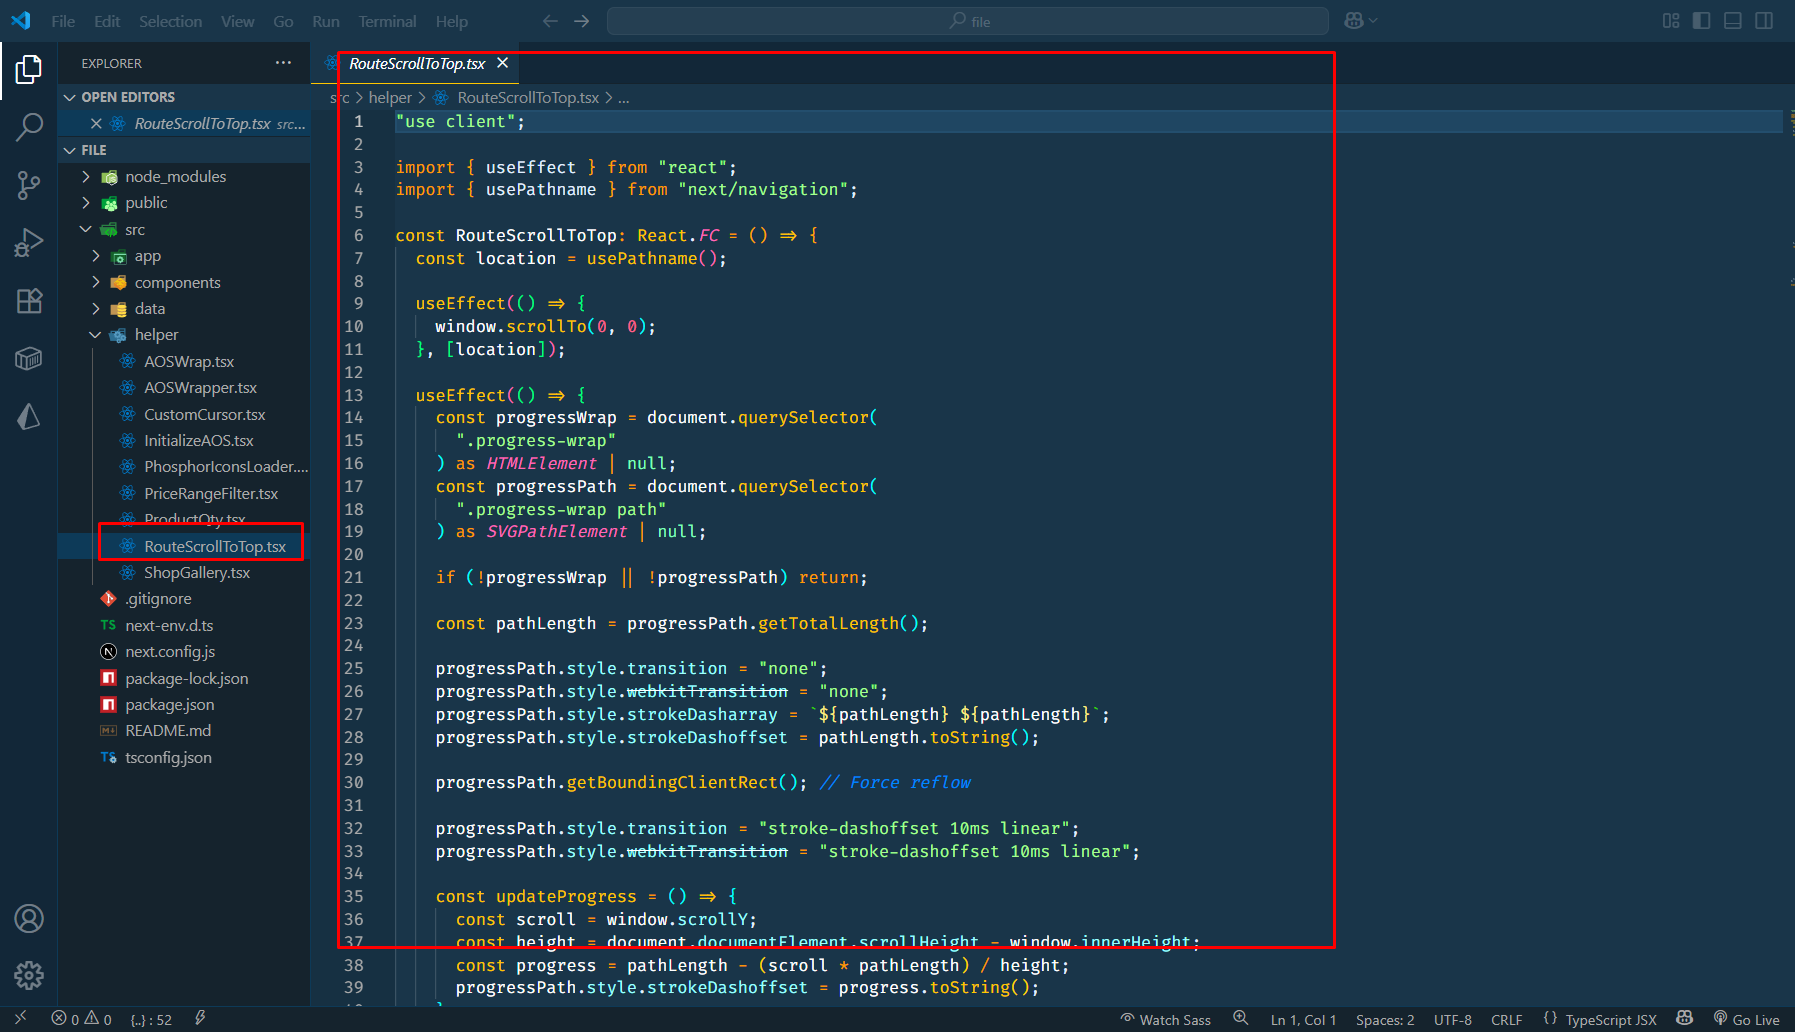 File Edit Selection View Go Run Terminal Help
file
EXPLORER ...
OPEN EDITORS
RouteScrollToTop.tsx src...
FILE
node_modules
public
src
app
components
data
helper
AOSWrap.tsx
AOSWrapper.tsx
CustomCursor.tsx
InitializeAOS.tsx
PhosphorIconsLoader....
PriceRangeFilter.tsx
ProductQty.tsx
RouteScrollToTop.tsx
ShopGallery.tsx
.gitignore
TS next-env.d.ts
N next.config.js
package-lock.json
package.json
README.md
TS tsconfig.json
RouteScrollToTop.tsx
src > helper > RouteScrollToTop.tsx > ...
1 "use client";
2
3 import { useEffect } from "react";
4 import { usePathname } from "next/navigation";
5
6 const RouteScrollToTop: React.FC = () => {
7 const location = usePathname();
8
9 useEffect(() => {
10 window.scrollTo(0, 0);
11 }, [location]);
12
13 useEffect(() => {
14 const progressWrap = document.querySelector(
15 ".progress-wrap"
16 ) as HTMLElement | null;
17 const progressPath = document.querySelector(
18 ".progress-wrap path"
19 ) as SVGPathElement | null;
20
21 if (!progressWrap || !progressPath) return;
22
23 const pathLength = progressPath.getTotalLength();
24
25 progressPath.style.transition = "none";
26 progressPath.style.webkitTransition = "none";
27 progressPath.style.strokeDasharray = `${pathLength} ${pathLength}`;
28 progressPath.style.strokeDashoffset = pathLength.toString();
29
30 progressPath.getBoundingClientRect(); // Force reflow
31
32 progressPath.style.transition = "stroke-dashoffset 10ms linear";
33 progressPath.style.webkitTransition = "stroke-dashoffset 10ms linear";
34
35 const updateProgress = () => {
36 const scroll = window.scrollY;
37 const height = document.documentElement.scrollHeight - window.innerHeight;
38 const progress = pathLength - (scroll * pathLength) / height;
39 progressPath.style.strokeDashoffset = progress.toString();
0 0 {..} : 52
Watch Sass Ln 1, Col 1 Spaces: 2 UTF-8 CRLF {} TypeScript JSX Go Live